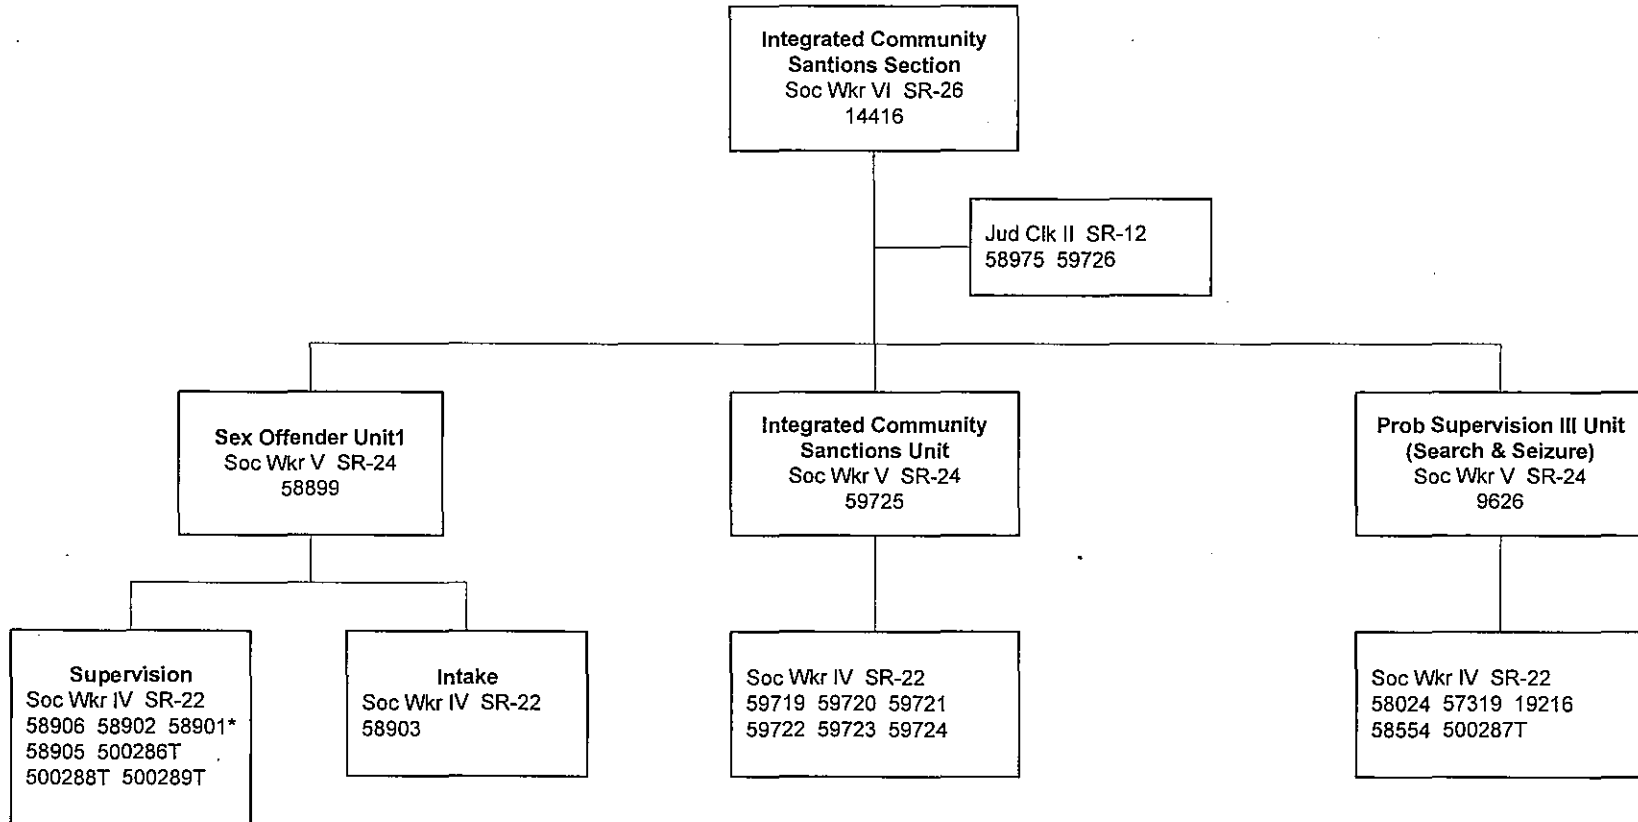 Integrated Community
Santions Section
Soc Wkr VI SR-26
14416
Jud Clk II SR-12
58975 59726
Sex Offender Unit1
Soc Wkr V SR-24
58899
Integrated Community
Sanctions Unit
Soc Wkr V SR-24
59725
Prob Supervision III Unit
(Search & Seizure)
Soc Wkr V SR-24
9626
Supervision
Soc Wkr IV SR-22
58906 58902 58901*
58905 500286T
500288T 500289T
Intake
Soc Wkr IV SR-22
58903
Soc Wkr IV SR-22
59719 59720 59721
59722 59723 59724
Soc Wkr IV SR-22
58024 57319 19216
58554 500287T